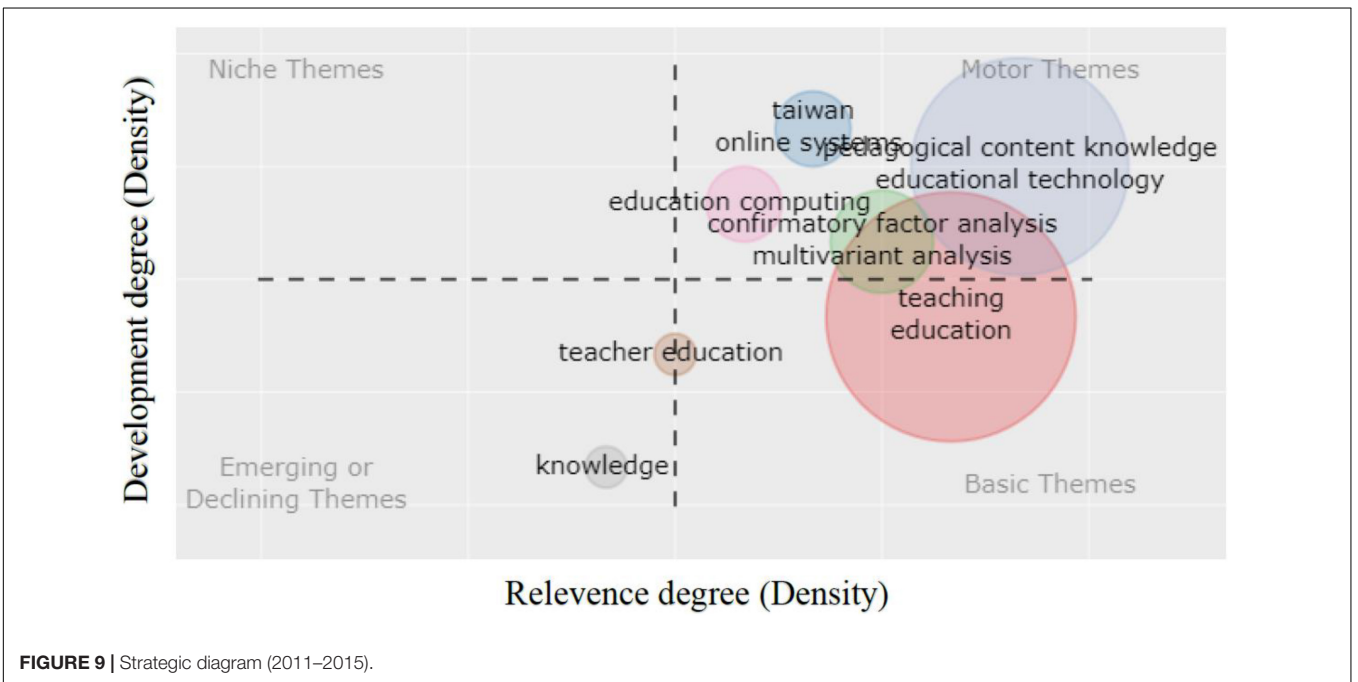 Niche Themes
Motor Themes
taiwan
online systems
pedagogical content knowledge
educational technology
education computing
confirmatory factor analysis
multivariant analysis
teaching
education
teacher education
knowledge
Emerging or
Declining Themes
Basic Themes
Development degree (Density)
Relevence degree (Density)
FIGURE 9 | Strategic diagram (2011–2015).